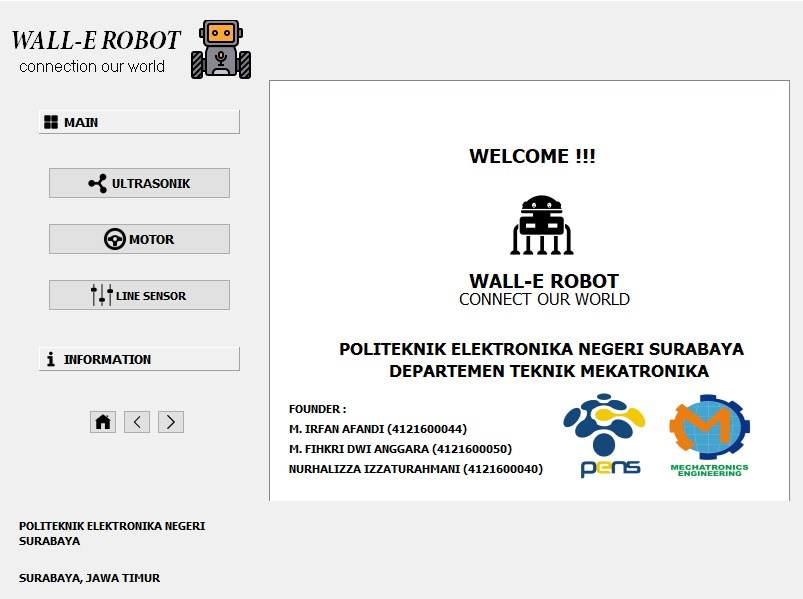 WALL-E ROBOT
connection our world
MAIN
ULTRASONIK
MOTOR
LINE SENSOR
INFORMATION
POLITEKNIK ELEKTRONIKA NEGERI
SURABAYA
SURABAYA, JAWA TIMUR
WELCOME !!!
WALL-E ROBOT
CONNECT OUR WORLD
POLITEKNIK ELEKTRONIKA NEGERI SURABAYA
DEPARTEMEN TEKNIK MEKATRONIKA
FOUNDER :
M. IRFAN AFANDI (4121600044)
M. FIHKRI DWI ANGGARA (4121600050)
NURHALIZZA IZZATURAHMANI (4121600040)
pens
MECHATRONICS
ENGINEERING